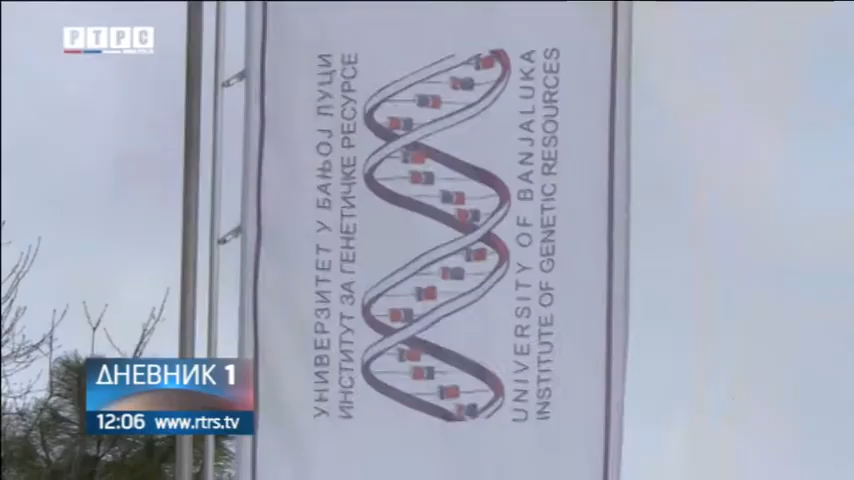 РТРС
УНИВЕРЗИТЕТ У БАЊОЈ ЛУЦИ
ИНСТИТУТ ЗА ГЕНЕТИЧКЕ РЕСУРСЕ
UNIVERSITY OF BANJALUKA
INSTITUTE OF GENETIC RESOURCES
ДНЕВНИК 1
12:06 www.rtrs.tv